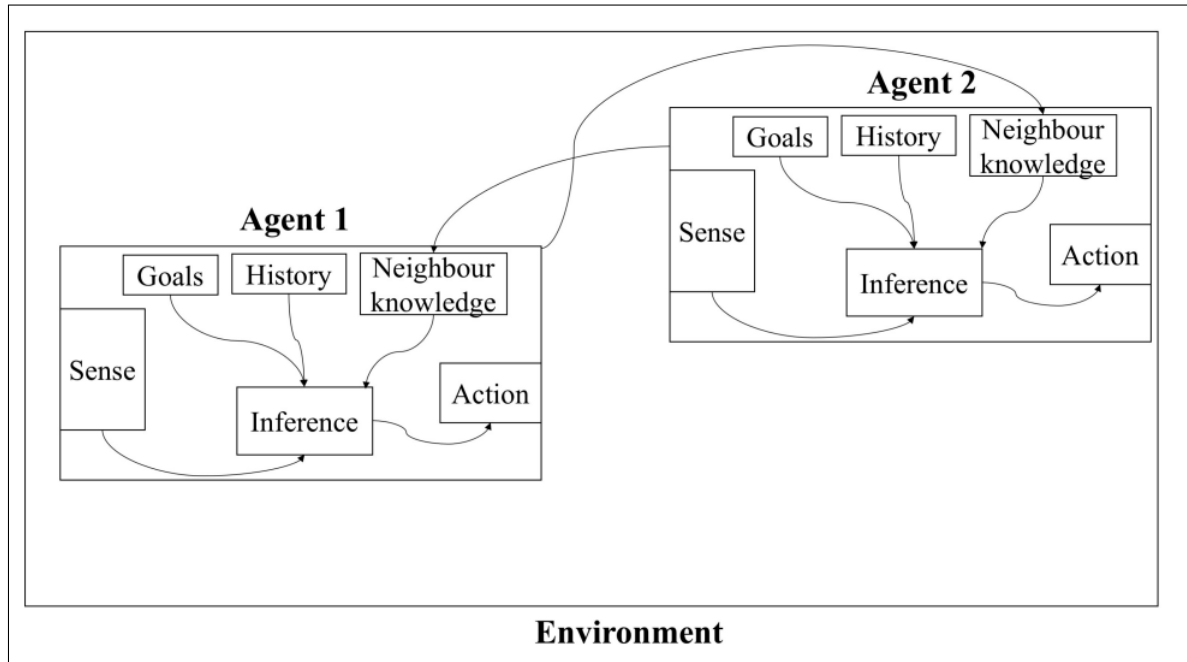 Agent 2
Goals
History
Neighbour
knowledge
Sense
Inference
Action
Agent 1
Goals
History
Neighbour
knowledge
Sense
Inference
Action
Environment